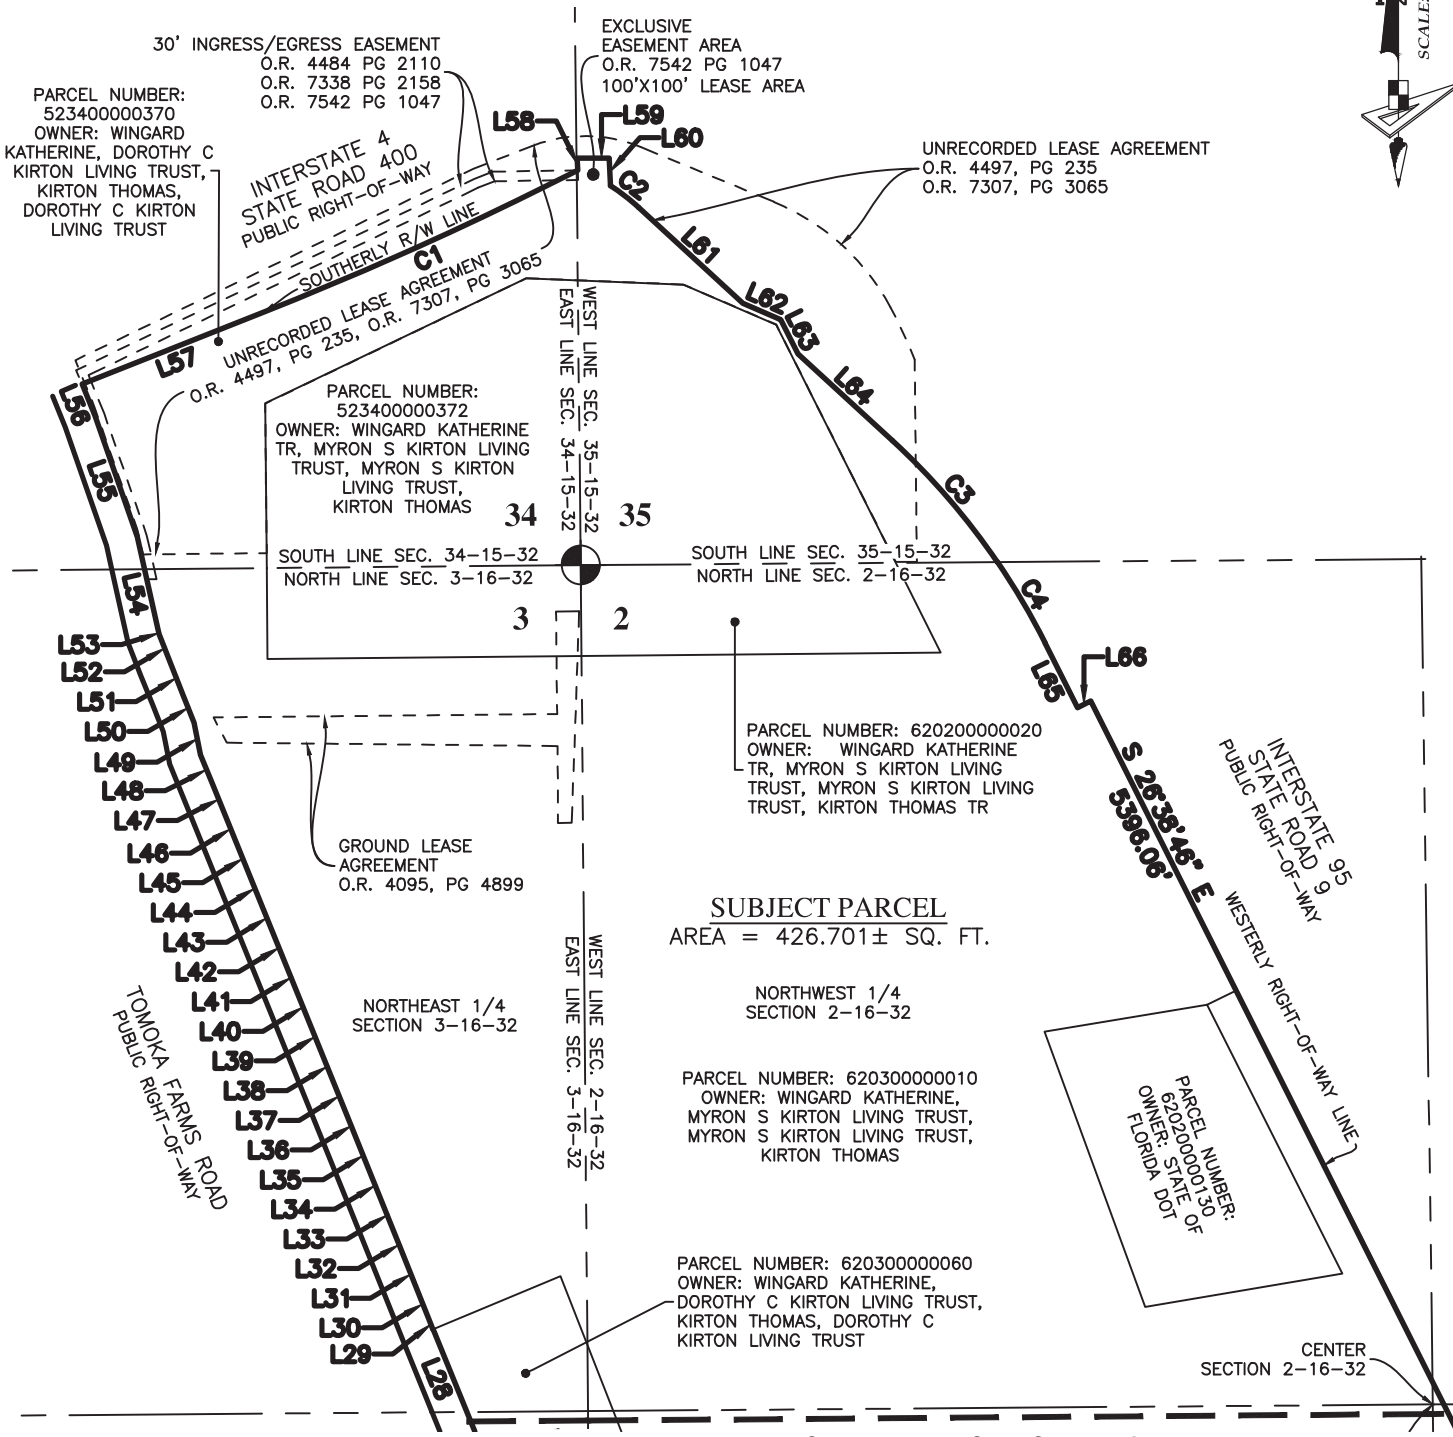 SCALE:
EXCLUSIVE
EASEMENT AREA
O.R. 7542 PG 1047
100'X100' LEASE AREA
30' INGRESS/EGRESS EASEMENT
O.R. 4484 PG 2110
O.R. 7338 PG 2158
O.R. 7542 PG 1047
PARCEL NUMBER:
523400000370
OWNER: WINGARD
KATHERINE, DOROTHY C
KIRTON LIVING TRUST,
KIRTON THOMAS,
DOROTHY C KIRTON
LIVING TRUST
INTERSTATE 4
STATE ROAD 400
PUBLIC RIGHT-OF-WAY
SOUTHERLY R/W LINE
C1
L58
L59
L60
C2
UNRECORDED LEASE AGREEMENT
O.R. 4497, PG 235
O.R. 7307, PG 3065
UNRECORDED LEASE AGREEMENT
O.R. 4497, PG 235, O.R. 7307, PG 3065
L57
L56
L55
L54
L61
L62
L63
L64
C3
C4
L65
L66
WEST LINE SEC. 35-15-32
EAST LINE SEC. 34-15-32
PARCEL NUMBER:
523400000372
OWNER: WINGARD KATHERINE
TR, MYRON S KIRTON LIVING
TRUST, MYRON S KIRTON
LIVING TRUST,
KIRTON THOMAS
34
35
SOUTH LINE SEC. 34-15-32
NORTH LINE SEC. 3-16-32
SOUTH LINE SEC. 35-15-32
NORTH LINE SEC. 2-16-32
3
2
L53
L52
L51
L50
L49
L48
L47
L46
L45
L44
L43
L42
L41
L40
L39
L38
L37
L36
L35
L34
L33
L32
L31
L30
L29
L28
PARCEL NUMBER: 620200000020
OWNER: WINGARD KATHERINE
TR, MYRON S KIRTON LIVING
TRUST, MYRON S KIRTON LIVING
TRUST, KIRTON THOMAS TR
S 26°38'46" E
5396.06'
INTERSTATE 95
STATE ROAD 9
PUBLIC RIGHT-OF-WAY
WESTERLY RIGHT-OF-WAY LINE
GROUND LEASE
AGREEMENT
O.R. 4095, PG 4899
SUBJECT PARCEL
AREA = 426.701± SQ. FT.
WEST LINE SEC. 2-16-32
EAST LINE SEC. 3-16-32
NORTHEAST 1/4
SECTION 3-16-32
NORTHWEST 1/4
SECTION 2-16-32
TOMOKA FARMS ROAD
PUBLIC RIGHT-OF-WAY
PARCEL NUMBER: 620300000010
OWNER: WINGARD KATHERINE,
MYRON S KIRTON LIVING TRUST,
MYRON S KIRTON LIVING TRUST,
KIRTON THOMAS
PARCEL NUMBER:
620200000130
OWNER: STATE OF
FLORIDA DOT
PARCEL NUMBER: 620300000060
OWNER: WINGARD KATHERINE,
DOROTHY C KIRTON LIVING TRUST,
KIRTON THOMAS, DOROTHY C
KIRTON LIVING TRUST
CENTER
SECTION 2-16-32